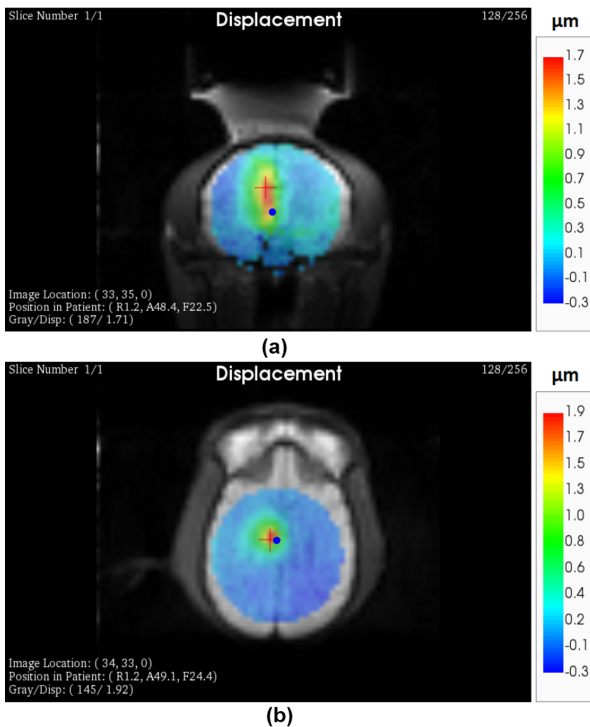 Slice Number 1/1 Displacement 128/256 μm
1.7
1.5
1.3
1.1
0.9
0.7
0.5
0.3
0.1
-0.1
-0.3
Image Location: ( 33, 35, 0)
Position in Patient: ( R1.2, A48.4, F22.5)
Gray/Disp: ( 187/ 1.71)
(a)
Slice Number 1/1 Displacement 128/256 μm
1.9
1.7
1.5
1.3
1.0
0.8
0.6
0.4
0.2
-0.1
-0.3
Image Location: ( 34, 33, 0)
Position in Patient: ( R1.2, A49.1, F24.4)
Gray/Disp: ( 145/ 1.92)
(b)